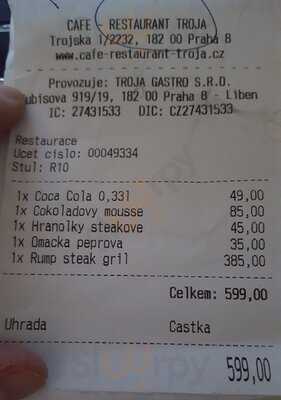 CAFE - RESTAURANT TROJA
Trojska 1/2232, 182 00 Praha 8
www.cafe-restaurant-troja.cz
Provozuje: TROJA GASTRO S.R.O.
ubisova 919/19, 182 00 Praha 8 - Liben
IC: 27431533 DIC: CZ27431533
Restaurace
Ucet cislo: 00049334
Stul: R10
1x Coca Cola 0,33l 49,00
1x Cokoladovy mousse 85,00
1x Hranolky steakove 45,00
1x Omacka peprova 35,00
1x Rump steak gril 385,00
Celkem: 599,00
Uhrada Castka
599,00